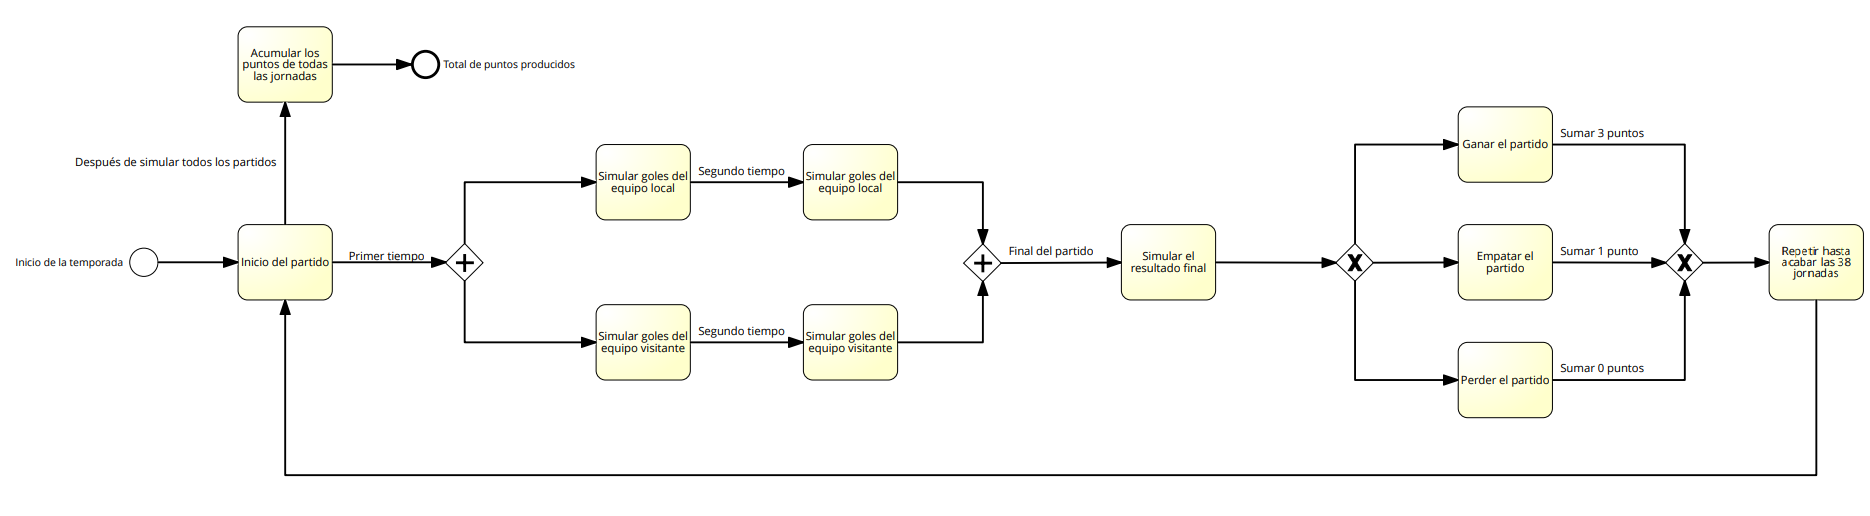 Acumular los
puntos de todas
las jornadas
Total de puntos producidos
Después de simular todos los partidos
Inicio de la temporada
Inicio del partido
Primer tiempo
Simular goles del
equipo local
Segundo tiempo
Simular goles del
equipo local
Simular goles del
equipo visitante
Segundo tiempo
Simular goles del
equipo visitante
Final del partido
Simular el
resultado final
Ganar el partido
Sumar 3 puntos
Empatar el
partido
Sumar 1 punto
Perder el partido
Sumar 0 puntos
Repetir hasta
acabar las 38
jornadas